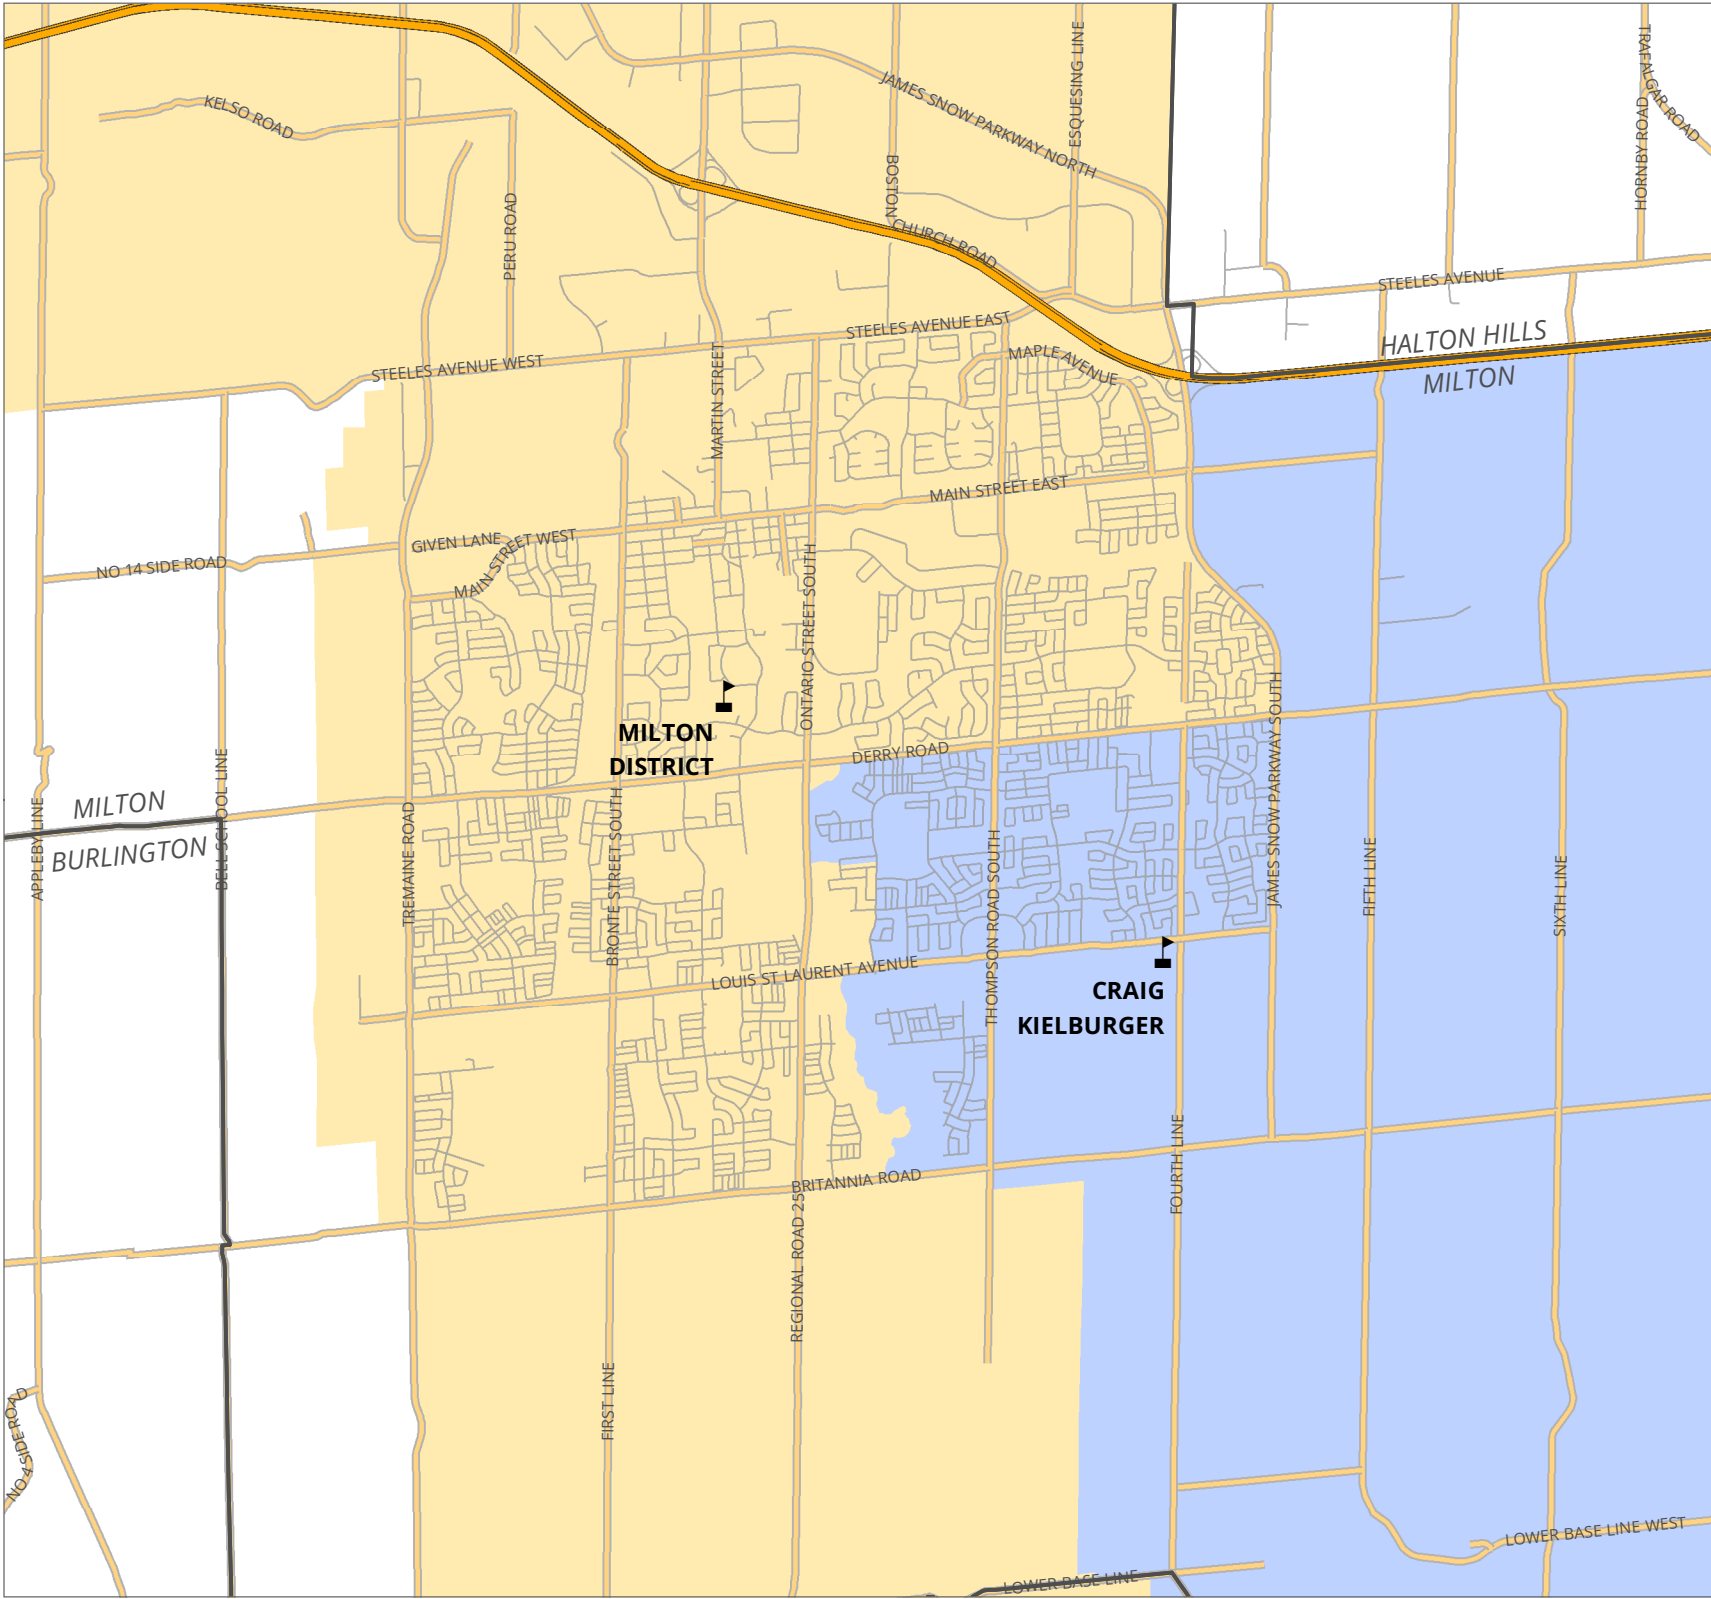 KELSO ROAD
PERU ROAD
JAMES SNOW PARKWAY NORTH
ESQUESING LINE
BOSTON
CHURCH ROAD
TRAFALGAR ROAD
HORNBY ROAD
STEELES AVENUE
HALTON HILLS
MILTON
STEELES AVENUE EAST
STEELES AVENUE WEST
MAPLE AVENUE
MARTIN STREET
MAIN STREET EAST
GIVEN LANE
MAIN STREET WEST
NO 14 SIDE ROAD
ONTARIO STREET SOUTH
MILTON
DISTRICT
DERRY ROAD
JAMES SNOW PARKWAY SOUTH
MILTON
BURLINGTON
APPLEBY LINE
BELL SCHOOL LINE
TREMAINE ROAD
BRONTE STREET SOUTH
THOMPSON ROAD SOUTH
FIFTH LINE
SIXTH LINE
LOUIS ST LAURENT AVENUE
CRAIG
KIELBURGER
FOURTH LINE
BRITANNIA ROAD
REGIONAL ROAD 25
FIRST LINE
NO 4 SIDE ROAD
LOWER BASE LINE WEST
LOWER BASE LINE